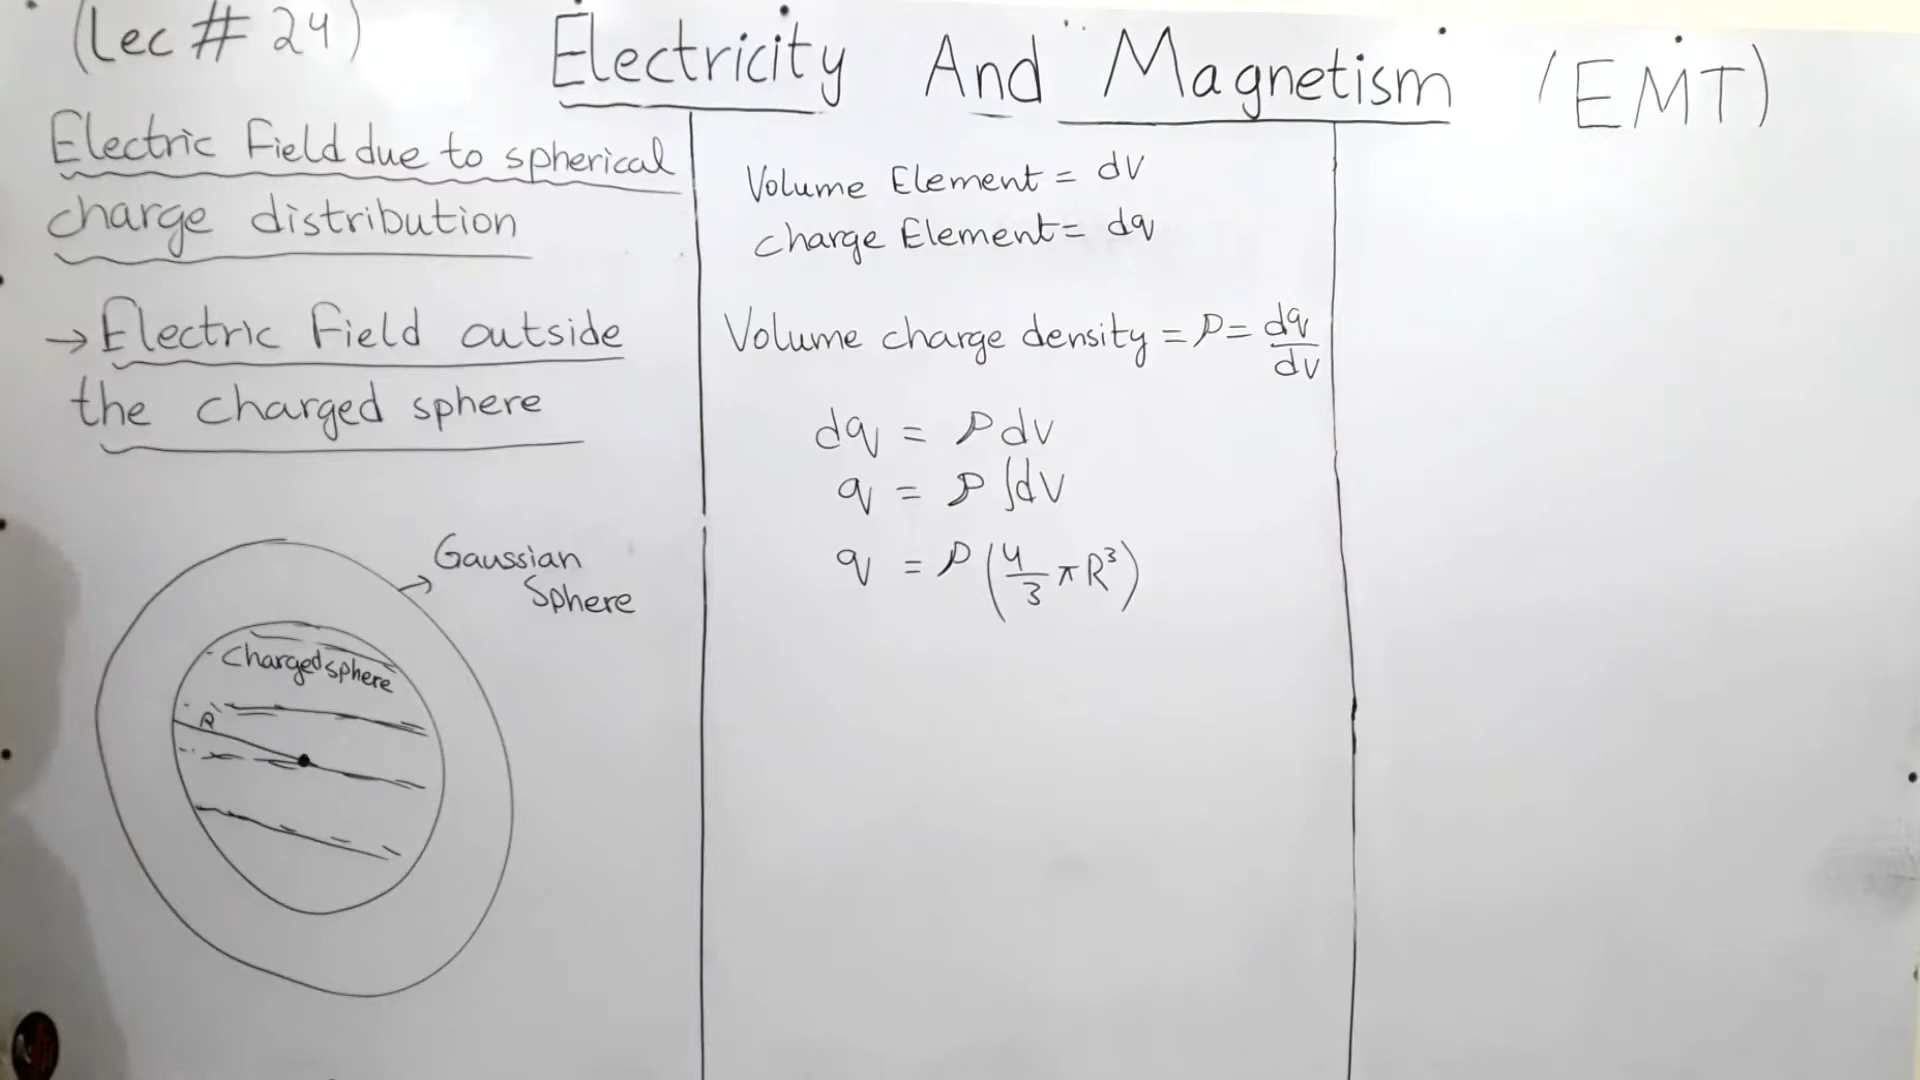 (Lec # 24)
Electricity And Magnetism (EMT)
Electric Field due to spherical
charge distribution
→ Electric Field outside
the charged sphere
Gaussian
Sphere
Charged sphere
R
Volume Element = dV
charge Element = dq
Volume charge density = ρ = dq/dv
dq = ρ dv
q = ρ ∫dV
q = ρ (4/3 π R³)